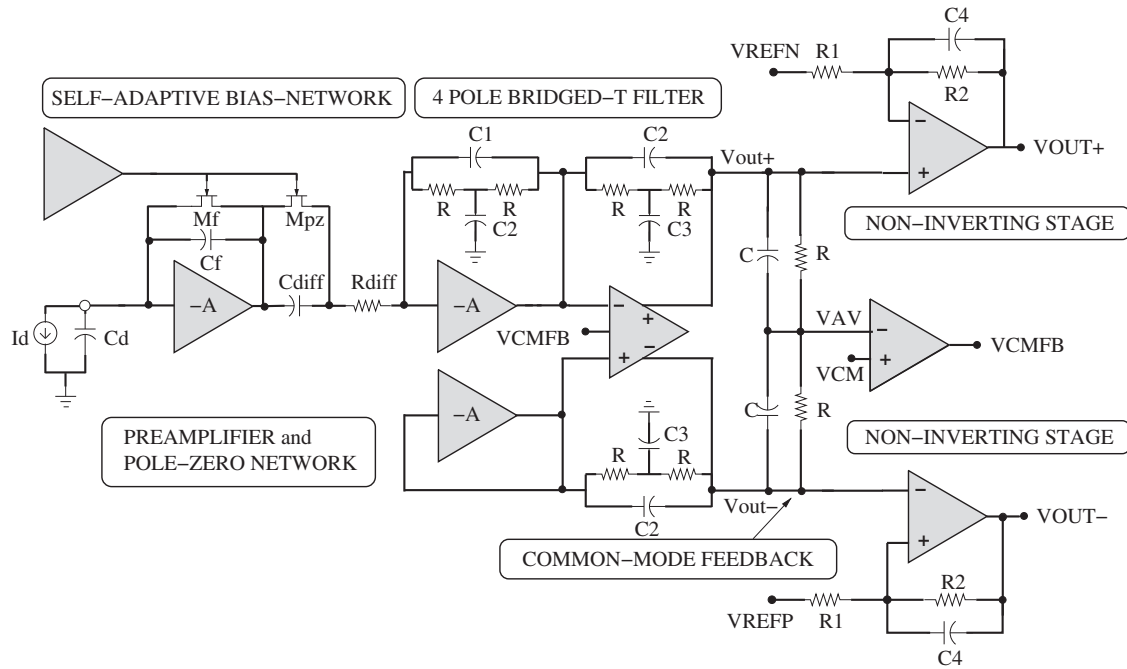 C4
VREFN
R1
R2
SELF−ADAPTIVE BIAS−NETWORK
4 POLE BRIDGED−T FILTER
C1
C2
Vout+
−
+
VOUT+
R
R
R
R
Mf
Mpz
C2
C3
NON−INVERTING STAGE
Cf
Cdiff
Rdiff
C
R
−A
−A
−
+
VAV
−
Id
Cd
VCMFB
−
+
VCM
+
VCMFB
−A
C
R
PREAMPLIFIER and
POLE−ZERO NETWORK
C3
R
R
NON−INVERTING STAGE
C2
Vout−
−
+
VOUT−
COMMON−MODE FEEDBACK
R2
VREFP
R1
C4